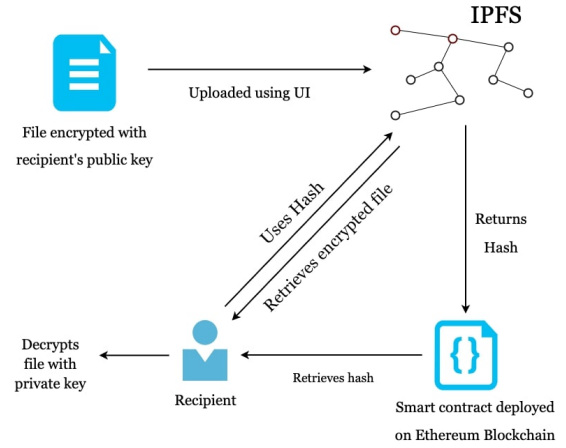 IPFS
Uploaded using UI
File encrypted with
recipient's public key
Uses Hash
Retrieves encrypted file
Returns
Hash
Decrypts
file with
private key
Recipient
Retrieves hash
{}
Smart contract deployed
on Ethereum Blockchain